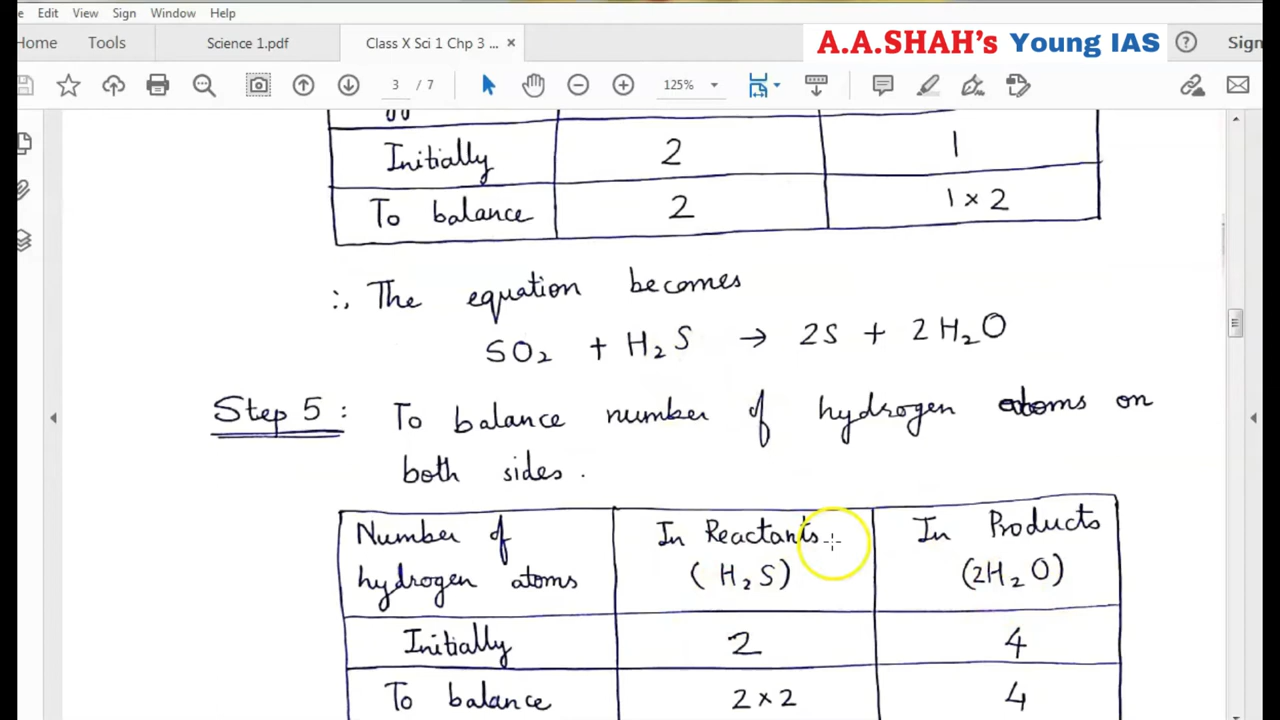 Edit View Sign Window Help
Home Tools Science 1.pdf Class X Sci 1 Chp 3 ... ×
A.A.SHAH's Young IAS
Sign
3 / 7 125%
Initially 2 1
To balance 2 1 × 2
∴ The equation becomes
SO₂ + H₂S → 2S + 2H₂O
Step 5 : To balance number of hydrogen atoms on
both sides .
Number of hydrogen atoms In Reactants (H₂S) In Products (2H₂O)
Initially 2 4
To balance 2 × 2 4